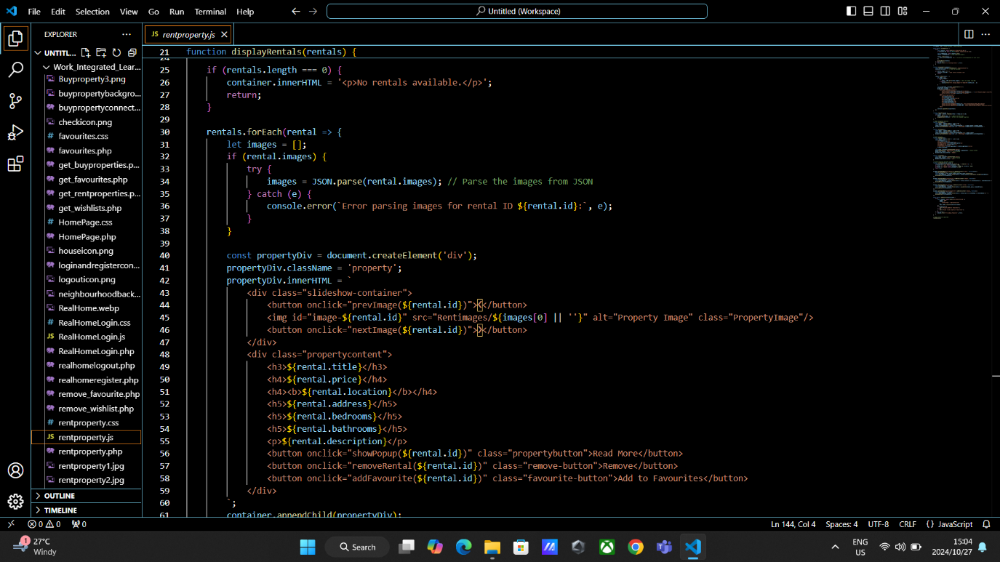 File Edit Selection View Go Run Terminal Help
Untitled (Workspace)
EXPLORER
UNTITL...
Work_Integrated_Lear...
Buyproperty3.png
buypropertybackgro...
buypropertyconnect...
checkicon.png
favourites.css
favourites.php
get_buyproperties.p...
get_favourites.php
get_rentproperties.p...
get_wishlists.php
HomePage.css
HomePage.php
houseicon.png
loginandregistercon...
logouticon.png
neighbourhoodback...
RealHome.webp
RealHomeLogin.css
JS RealHomeLogin.js
RealHomeLogin.php
realhomelogout.php
realhomeregister.php
remove_favourite.php
remove_wishlist.php
rentproperty.css
JS rentproperty.js
rentproperty.php
rentproperty1.jpg
rentproperty2.jpg
OUTLINE
TIMELINE
JS rentproperty.js
21 function displayRentals(rentals) {
25 if (rentals.length === 0) {
26 container.innerHTML = '<p>No rentals available.</p>';
27 return;
28 }
29
30 rentals.forEach(rental => {
31 let images = [];
32 if (rental.images) {
33 try {
34 images = JSON.parse(rental.images); // Parse the images from JSON
35 } catch (e) {
36 console.error(`Error parsing images for rental ID ${rental.id}:`, e);
37 }
38 }
39
40 const propertyDiv = document.createElement('div');
41 propertyDiv.className = 'property';
42 propertyDiv.innerHTML = `
43 <div class="slideshow-container">
44 <button onclick="prevImage(${rental.id})">❮</button>
45 <img id="image-${rental.id}" src="Rentimages/${images[0] || ''}" alt="Property Image" class="PropertyImage"/>
46 <button onclick="nextImage(${rental.id})">❯</button>
47 </div>
48 <div class="propertycontent">
49 <h3>${rental.title}</h3>
50 <h4>${rental.price}</h4>
51 <h4><b>${rental.location}</b></h4>
52 <h5>${rental.address}</h5>
53 <h5>${rental.bedrooms}</h5>
54 <h5>${rental.bathrooms}</h5>
55 <p>${rental.description}</p>
56 <button onclick="showPopup(${rental.id})" class="propertybutton">Read More</button>
57 <button onclick="removeRental(${rental.id})" class="remove-button">Remove</button>
58 <button onclick="addFavourite(${rental.id})" class="favourite-button">Add to Favourites</button>
59 </div>
60 `;
61 container.appendChild(propertyDiv);
0 0 0
Ln 144, Col 4 Spaces: 4 UTF-8 CRLF {} JavaScript
1 27°C
Windy
Search
ENG
US
15:04
2024/10/27